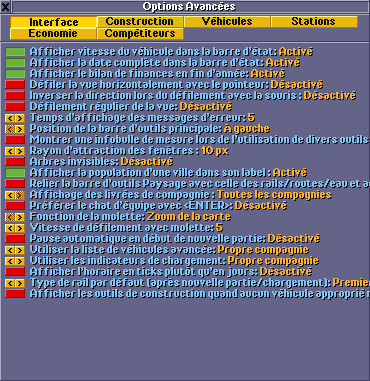 Options Avancées
Interface Construction Véhicules Stations
Economie Compétiteurs
Afficher vitesse du véhicule dans la barre d'état: Activé
Afficher la date complète dans la barre d'état: Activé
Afficher le bilan de finances en fin d'année: Activé
Défiler la vue horizontalement avec le pointeur: Désactivé
Inverser la direction lors du défilement avec la souris : Désactivé
Défilement régulier de la vue: Désactivé
Temps d'affichage des messages d'erreur: 5
Position de la barre d'outils principale: A gauche
Montrer une infobulle de mesure lors de l'utilisation de divers outils
Rayon d'attraction des fenêtres : 10 px
Arbres invisibles: Désactivé
Afficher la population d'une ville dans son label : Activé
Relier la barre d'outils Paysage avec celle des rails/routes/eau et a
Affichage des livrées de compagnie : Toutes les compagnies
Préférer le chat d'équipe avec <ENTER>: Désactivé
Fonction de la molette: Zoom de la carte
Vitesse de défilement avec molette: 5
Pause automatique en début de nouvelle partie: Désactivé
Utiliser la liste de véhicules avancée: Propre compagnie
Utiliser les indicateurs de chargement: Propre compagnie
Afficher l'horaire en ticks plutôt qu'en jours: Désactivé
Type de rail par défaut (après nouvelle partie/chargement): Premie
Afficher les outils de construction quand aucun véhicule approprié n